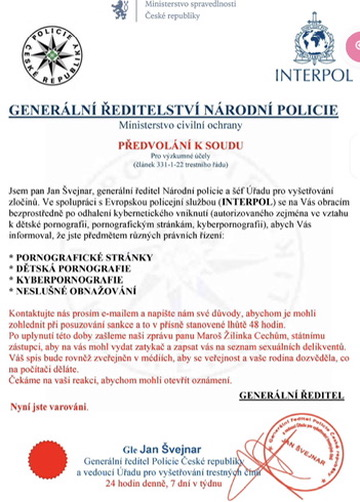 Ministerstvo spravedlnosti
České republiky
POLICIE
ČESKÉ REPUBLIKY
INTERPOL
GENERÁLNÍ ŘEDITELSTVÍ NÁRODNÍ POLICIE
Ministerstvo civilní ochrany
PŘEDVOLÁNÍ K SOUDU
Pro výzkumné účely
(článek 331-1-22 trestního řádu)
Jsem pan Jan Švejnar, generální ředitel Národní policie a šéf Úřadu pro vyšetřování
zločinů. Ve spolupráci s Evropskou policejní službou (INTERPOL) se na Vás obracím
bezprostředně po odhalení kybernetického vniknutí (autorizovaného zejména ve vztahu
k dětské pornografii, pornografickým stránkám, kyberpornografii), abych Vás
informoval, že jste předmětem různých právních řízení:
* PORNOGRAFICKÉ STRÁNKY
* DĚTSKÁ PORNOGRAFIE
* KYBERPORNOGRAFIE
* NESLUŠNÉ OBNAŽOVÁNÍ
Kontaktujte nás prosím e-mailem a napište nám své důvody, abychom je mohli
zohlednit při posuzování sankce a to v přísně stanovené lhůtě 48 hodin.
Po uplynutí této doby zašleme naši zprávu panu Maroš Žilinka Cechům, státnímu
zástupci, aby na vás mohl vydat zatykač a zapsat vás na seznam sexuálních delikventů.
Váš spis bude rovněž zveřejněn v médiích, aby se veřejnost a vaše rodina dozvěděla, co
na počítači děláte.
Čekáme na vaši reakci, abychom mohli otevřít oznámení.
GENERÁLNÍ ŘEDITEL
Nyní jste varováni.
Gle Jan Švejnar
Generální ředitel Policie České republiky
a vedoucí Úřadu pro vyšetřování trestných činů
24 hodin denně, 7 dní v týdnu
JAN ŠVEJNAR